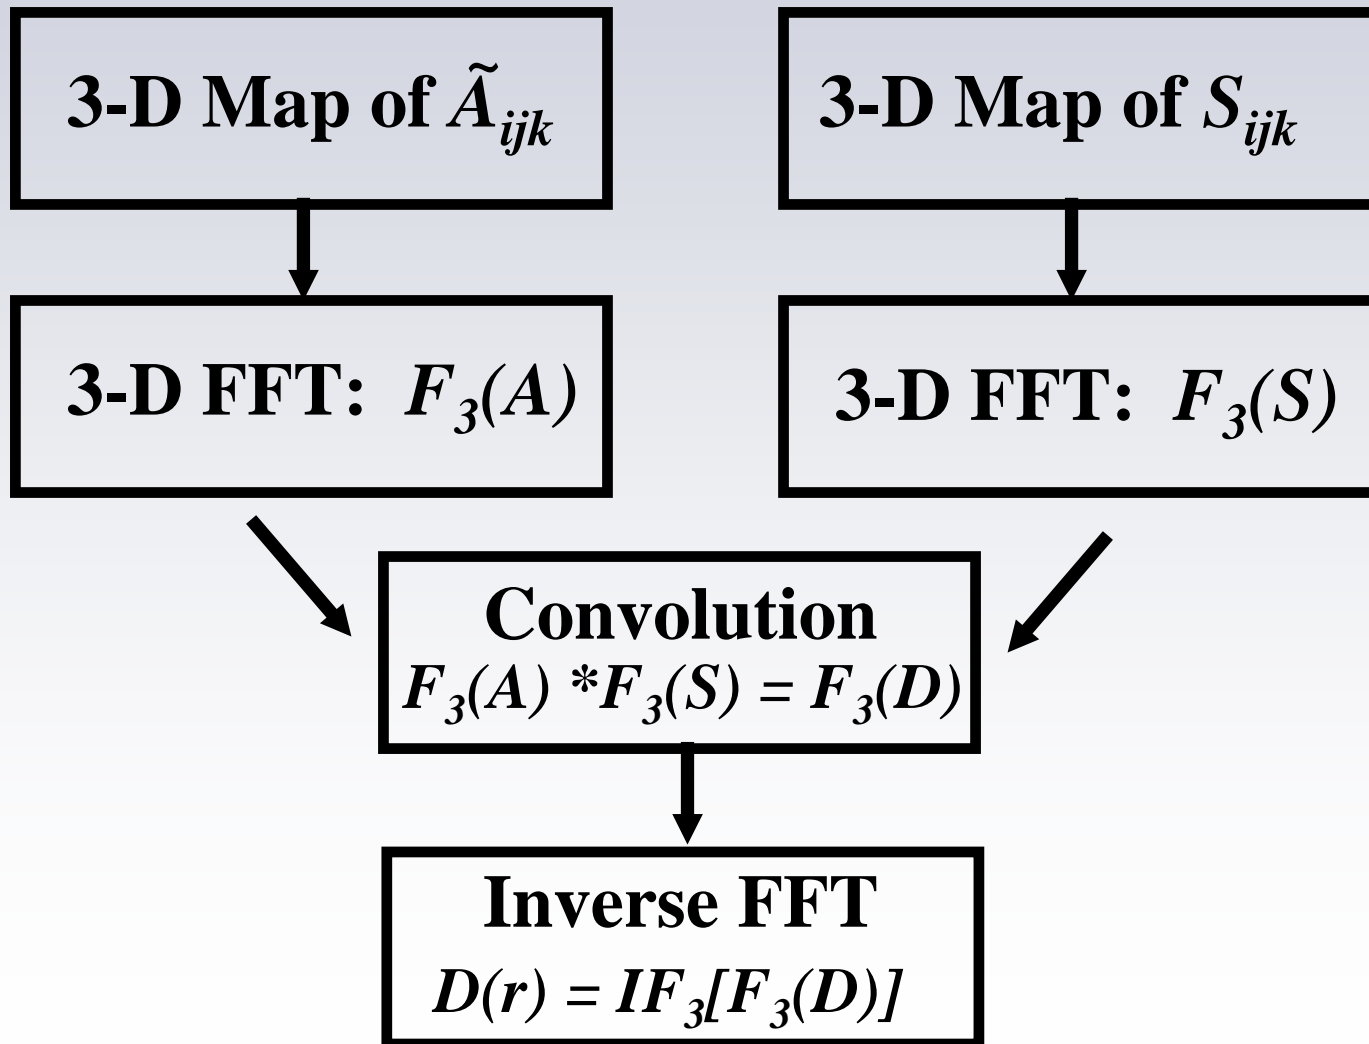 3-D Map of Ã_ijk
3-D Map of S_ijk
3-D FFT: F_3(A)
3-D FFT: F_3(S)
Convolution
F_3(A) *F_3(S) = F_3(D)
Inverse FFT
D(r) = IF_3[F_3(D)]